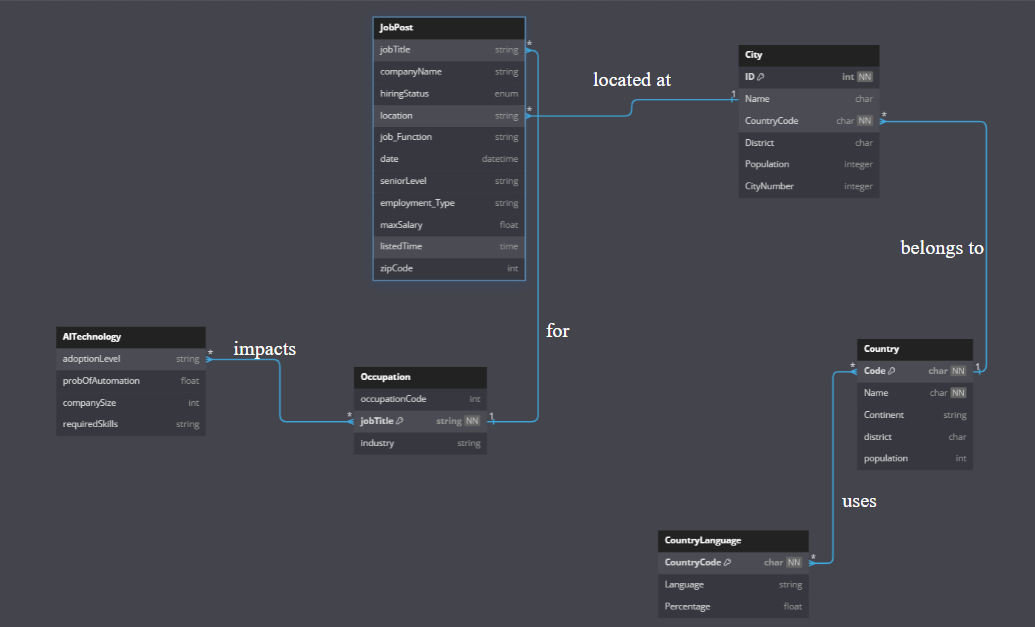 JobPost
jobTitle string
companyName string
hiringStatus enum
location string
job_Function string
date datetime
seniorLevel string
employment_Type string
maxSalary float
listedTime time
zipCode int
*
*
located at
1
City
ID int NN
Name char
CountryCode char NN
District char
Population integer
CityNumber integer
*
belongs to
for
AITechnology
adoptionLevel string
probOfAutomation float
companySize int
requiredSkills string
*
impacts
*
Occupation
occupationCode int
jobTitle string NN
industry string
1
Country
Code char NN
Name char NN
Continent string
district char
population int
*
1
uses
CountryLanguage
CountryCode char NN
Language string
Percentage float
*